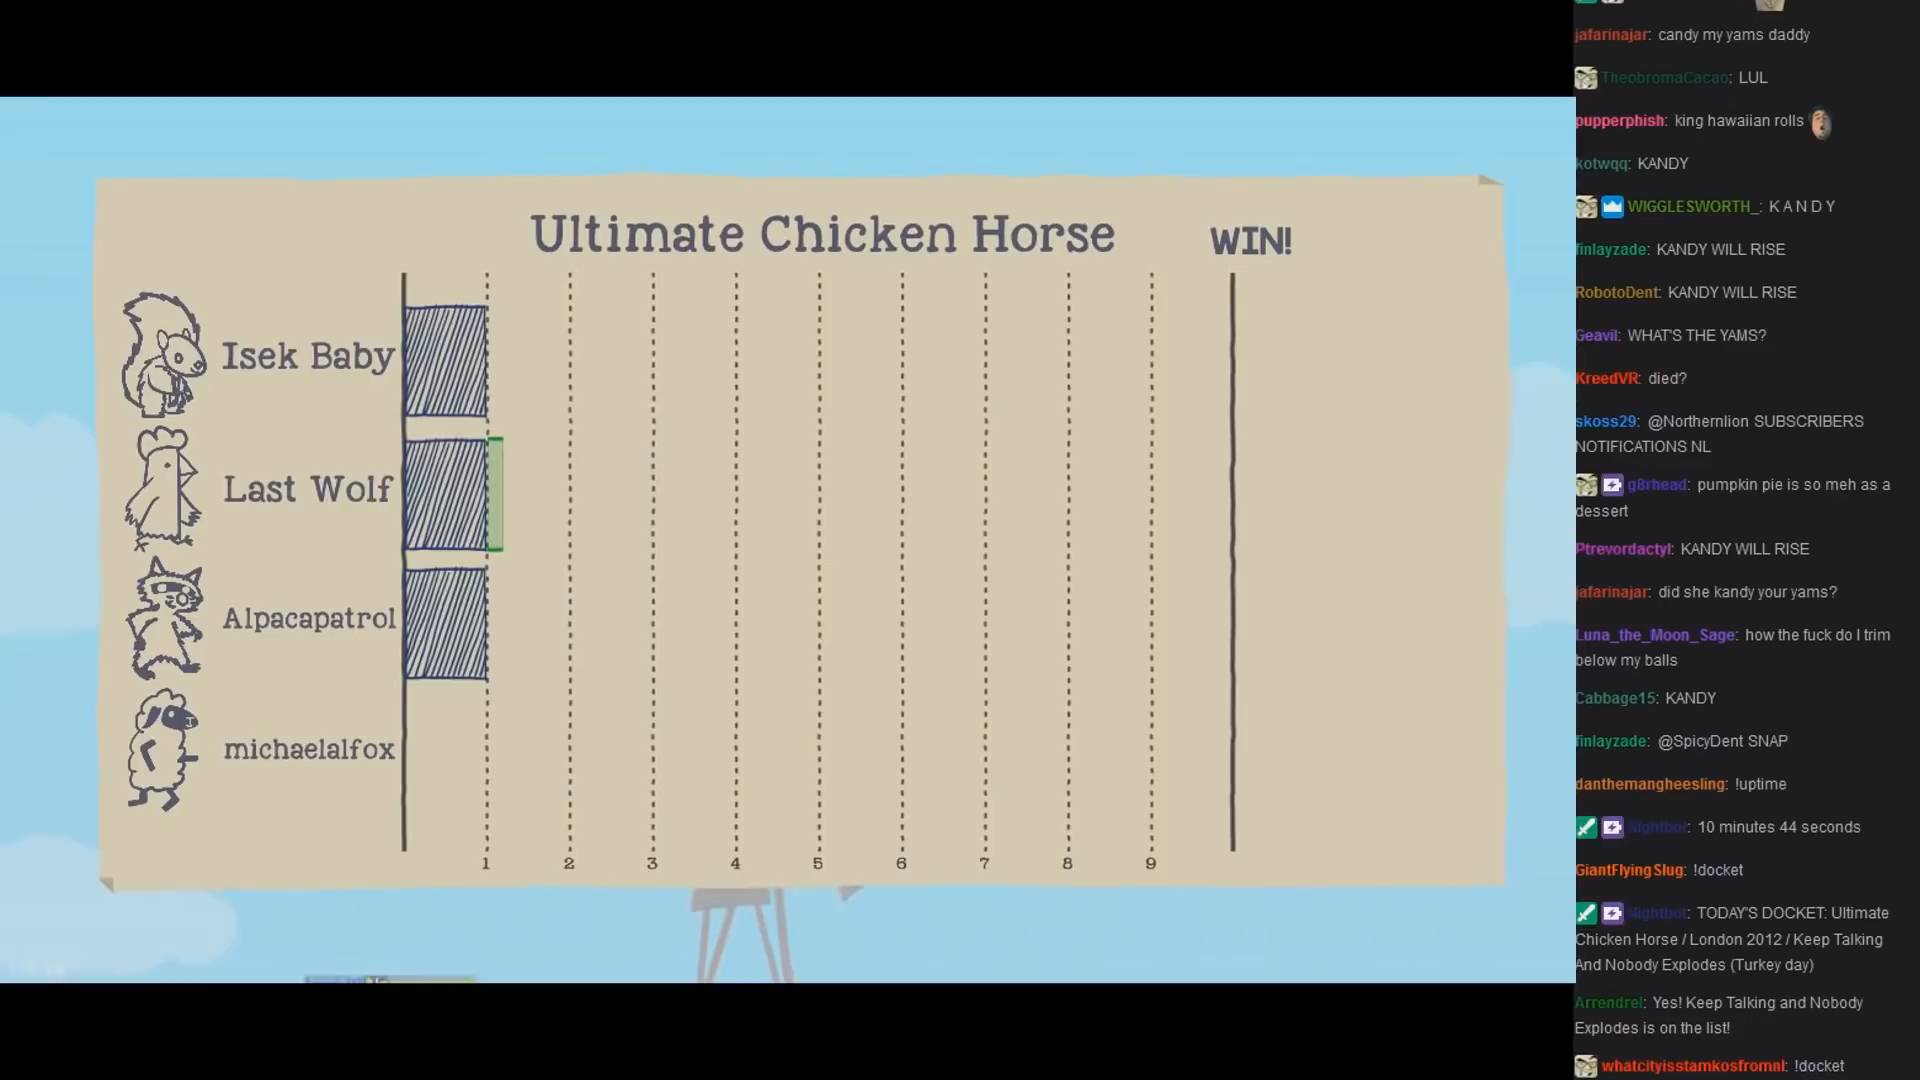 Ultimate Chicken Horse
WIN!
Isek Baby
Last Wolf
Alpacapatrol
michaelalfox
1 2 3 4 5 6 7 8 9
jafarinajar: candy my yams daddy
TheobromaCacao: LUL
pupperphish: king hawaiian rolls
kotwqq: KANDY
WIGGLESWORTH_: K A N D Y
finlayzade: KANDY WILL RISE
RobotoDent: KANDY WILL RISE
Geavil: WHAT'S THE YAMS?
KreedVR: died?
skoss29: @Northernlion SUBSCRIBERS
NOTIFICATIONS NL
g8rhead: pumpkin pie is so meh as a
dessert
Ptrevordactyl: KANDY WILL RISE
jafarinajar: did she kandy your yams?
Luna_the_Moon_Sage: how the fuck do I trim
below my balls
Cabbage15: KANDY
finlayzade: @SpicyDent SNAP
danthemangheesling: !uptime
Nightbot: 10 minutes 44 seconds
GiantFlyingSlug: !docket
Nightbot: TODAY'S DOCKET: Ultimate
Chicken Horse / London 2012 / Keep Talking
And Nobody Explodes (Turkey day)
Arrendrel: Yes! Keep Talking and Nobody
Explodes is on the list!
whatcityisstamkosfromnl: !docket